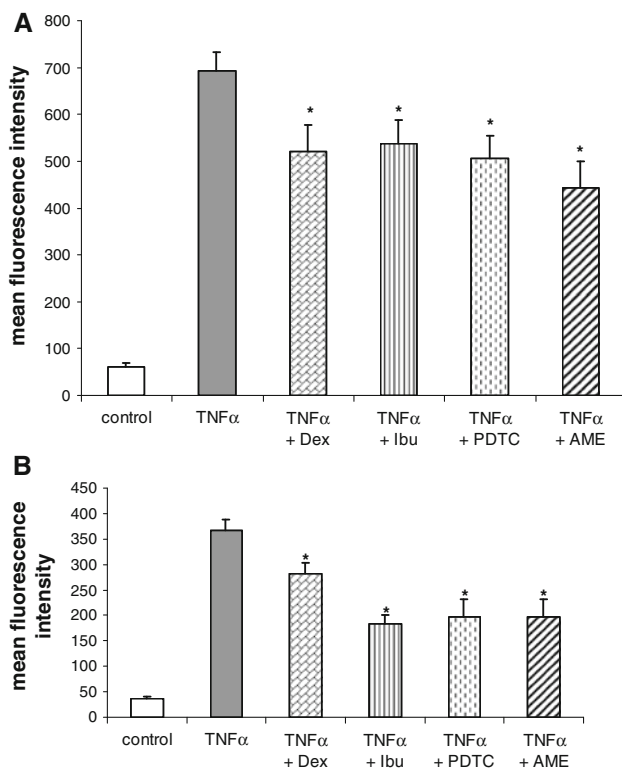 A
mean fluorescence intensity
800
700
600
500
400
300
200
100
0
*
*
*
*
control
TNFα
TNFα
+ Dex
TNFα
+ Ibu
TNFα
+ PDTC
TNFα
+ AME
B
mean fluorescence
intensity
450
400
350
300
250
200
150
100
50
0
*
*
*
*
control
TNFα
TNFα
+ Dex
TNFα
+ Ibu
TNFα
+ PDTC
TNFα
+ AME